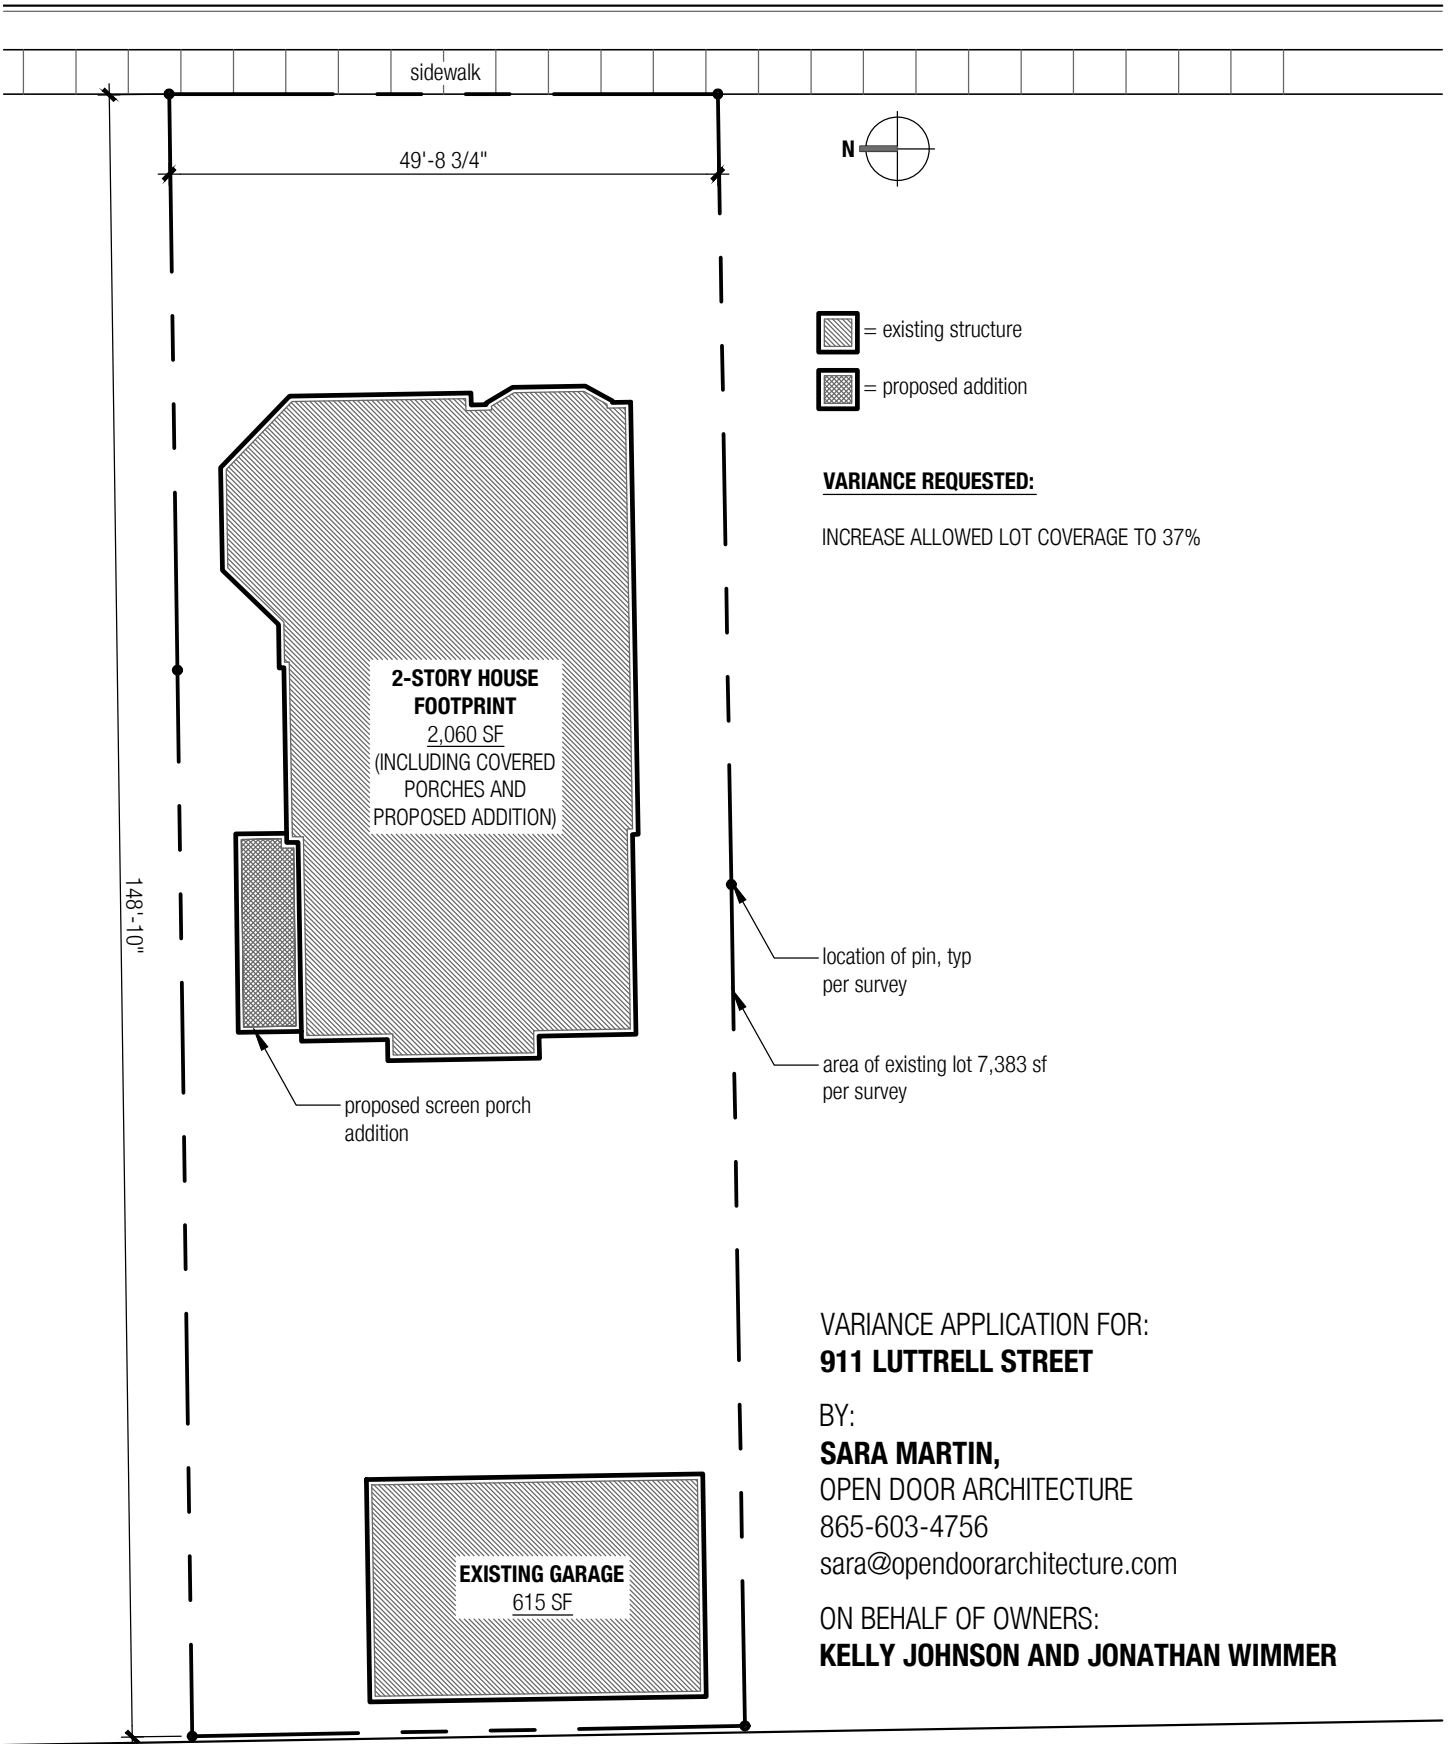 sidewalk
49'-8 3/4"
N
= existing structure
= proposed addition
VARIANCE REQUESTED:
INCREASE ALLOWED LOT COVERAGE TO 37%
2-STORY HOUSE
FOOTPRINT
2,060 SF
(INCLUDING COVERED
PORCHES AND
PROPOSED ADDITION)
148'-10"
location of pin, typ
per survey
area of existing lot 7,383 sf
per survey
proposed screen porch
addition
VARIANCE APPLICATION FOR:
911 LUTTRELL STREET
BY:
SARA MARTIN,
OPEN DOOR ARCHITECTURE
865-603-4756
sara@opendoorarchitecture.com
ON BEHALF OF OWNERS:
KELLY JOHNSON AND JONATHAN WIMMER
EXISTING GARAGE
615 SF